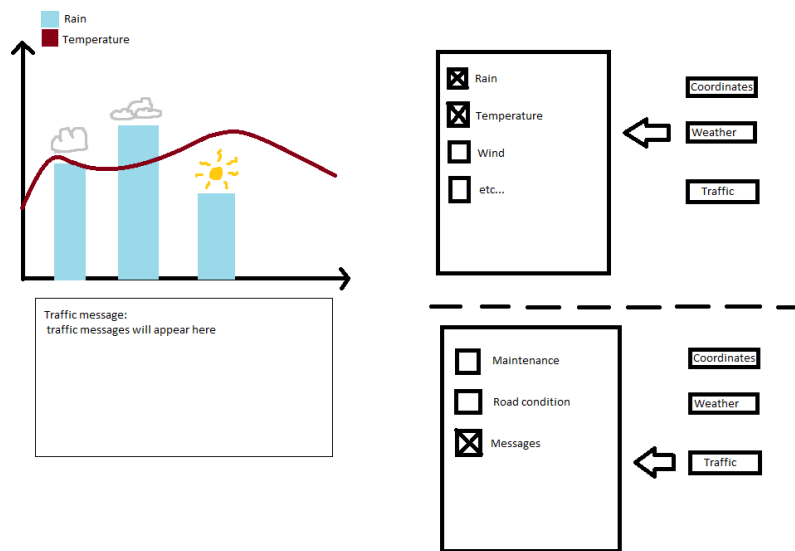 Rain
Temperature
Traffic message:
traffic messages will appear here
Rain
Temperature
Wind
etc...
Coordinates
Weather
Traffic
Maintenance
Road condition
Messages
Coordinates
Weather
Traffic